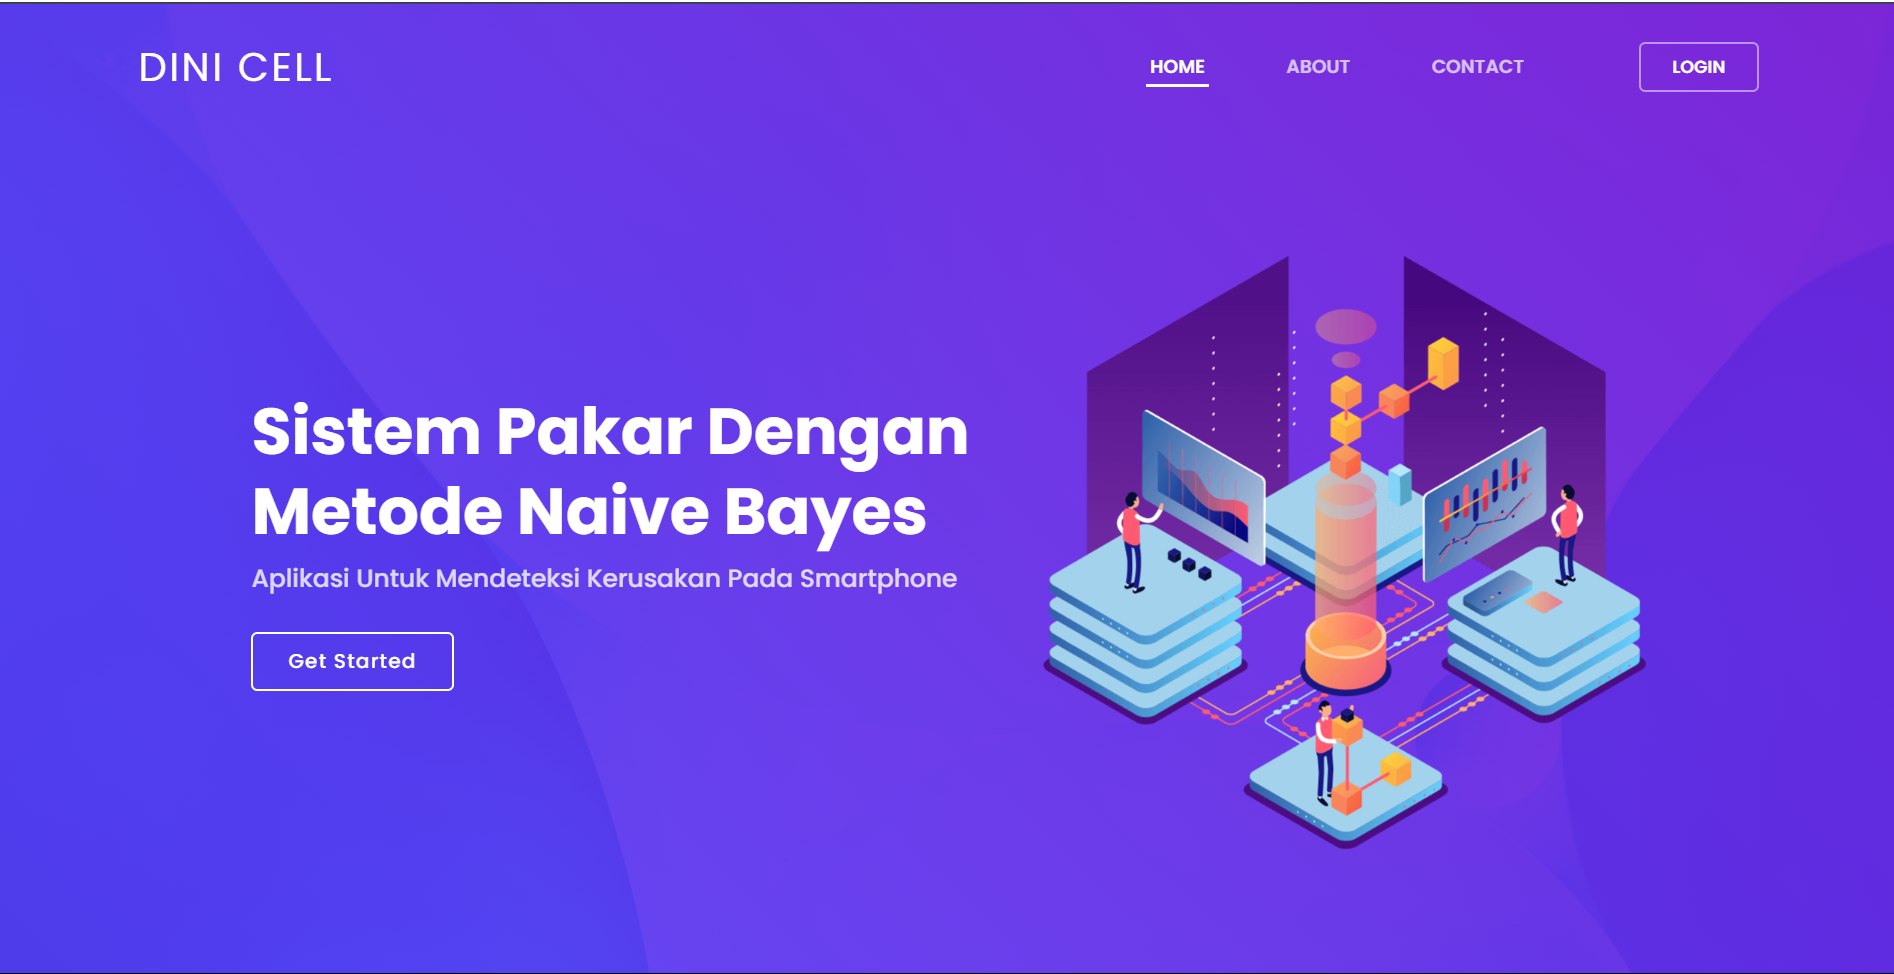 DINI CELL
HOME
ABOUT
CONTACT
LOGIN
Sistem Pakar Dengan
Metode Naive Bayes
Aplikasi Untuk Mendeteksi Kerusakan Pada Smartphone
Get Started